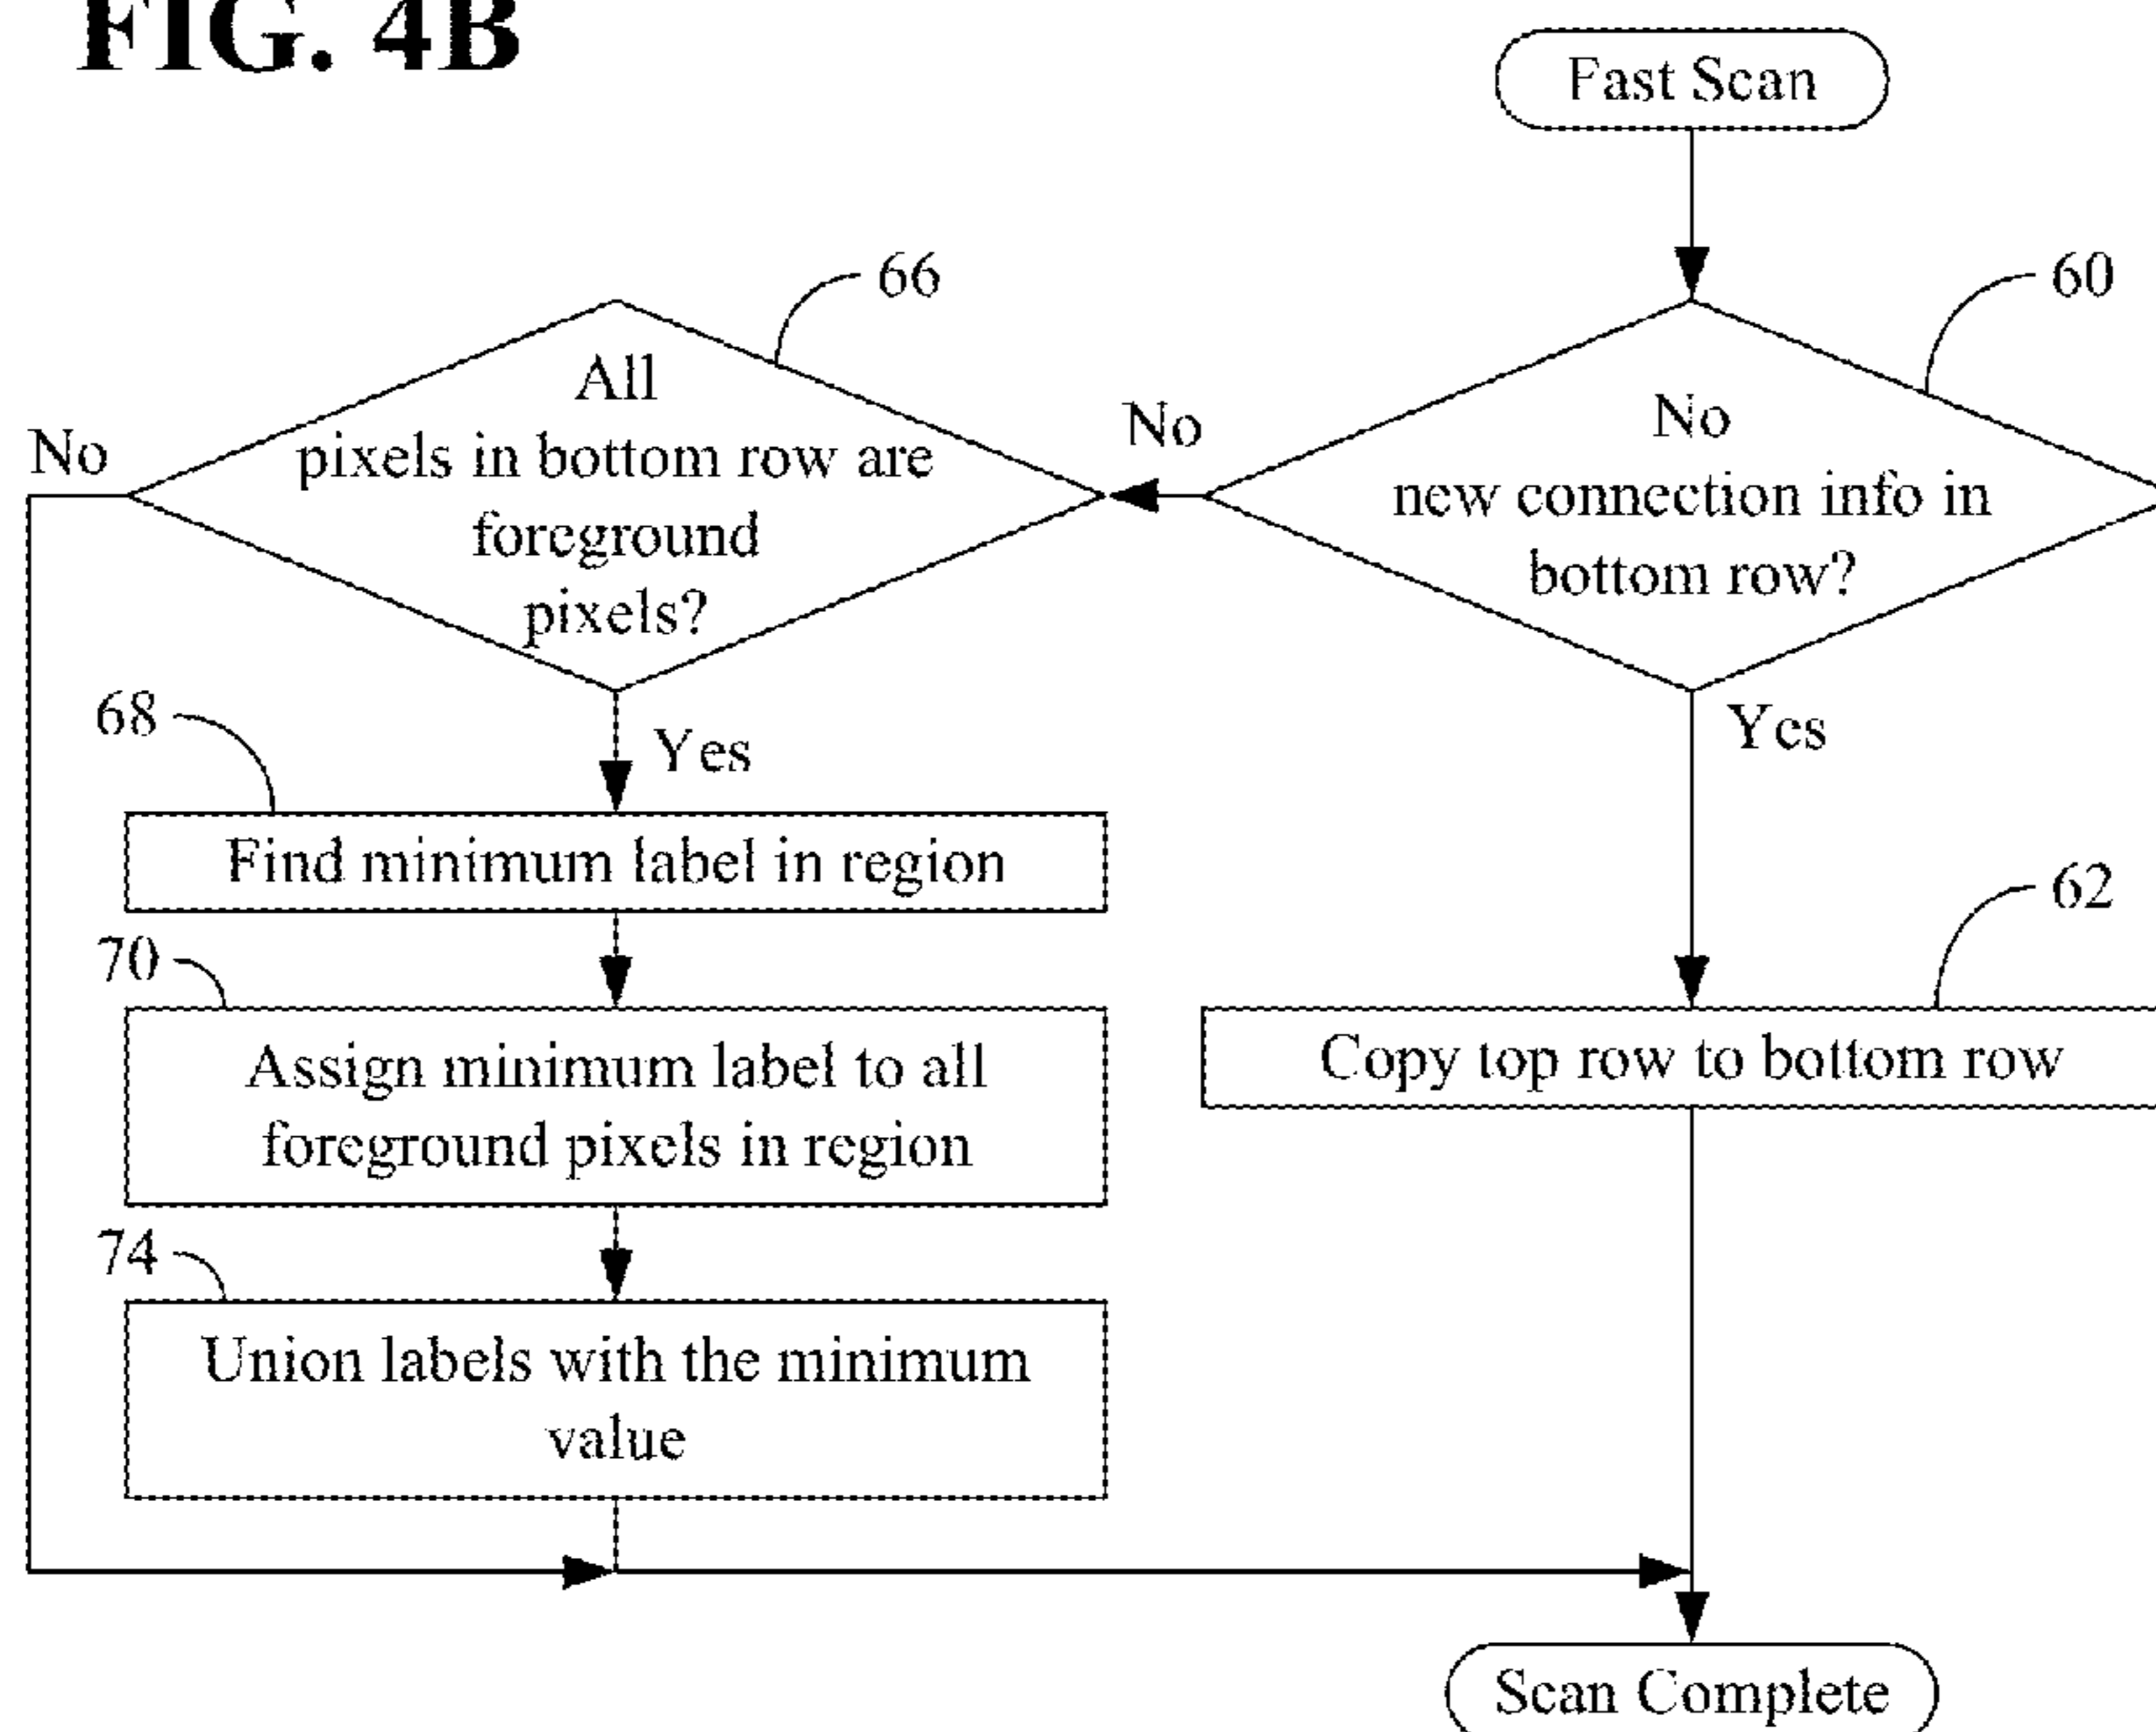 FIG. 4B
Fast Scan
66
60
All
pixels in bottom row are
foreground
pixels?
No
No
No
new connection info in
bottom row?
68
Yes
Yes
Find minimum label in region
62
70
Assign minimum label to all
foreground pixels in region
Copy top row to bottom row
74
Union labels with the minimum
value
Scan Complete